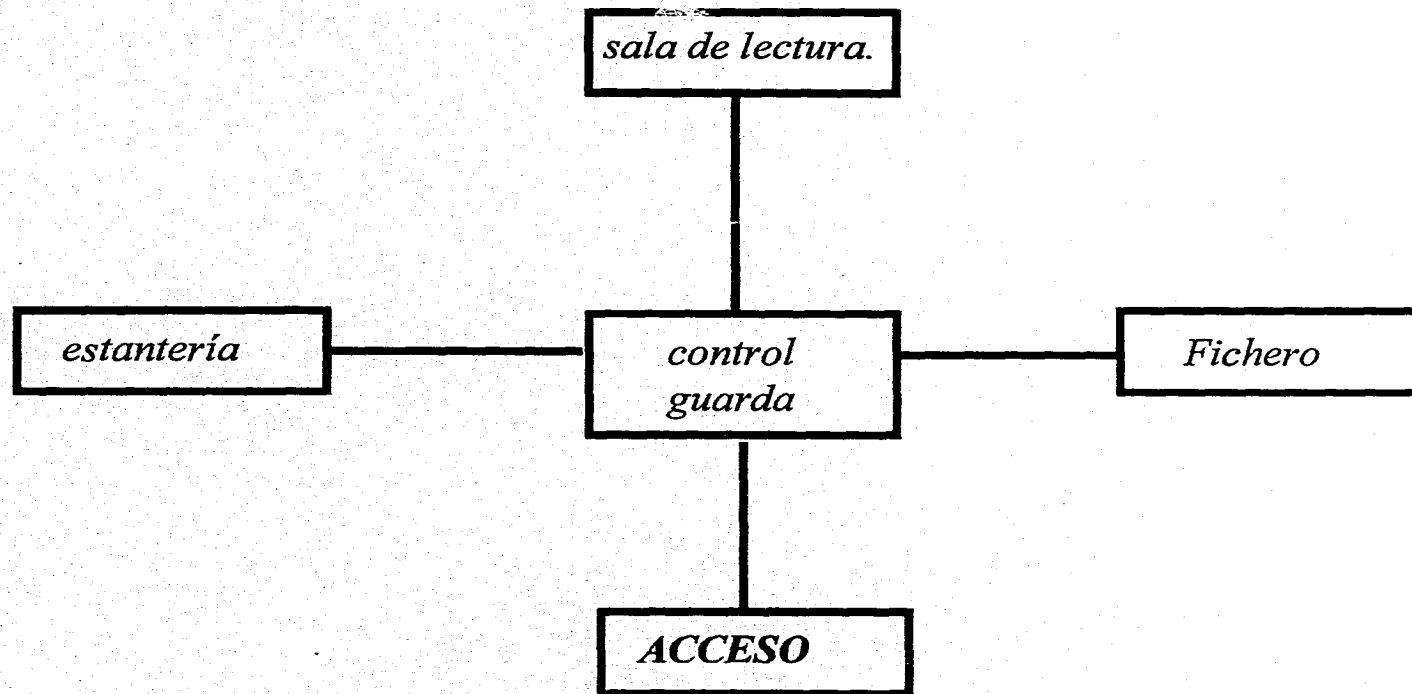 sala de lectura.
estantería
control
guarda
Fichero
ACCESO